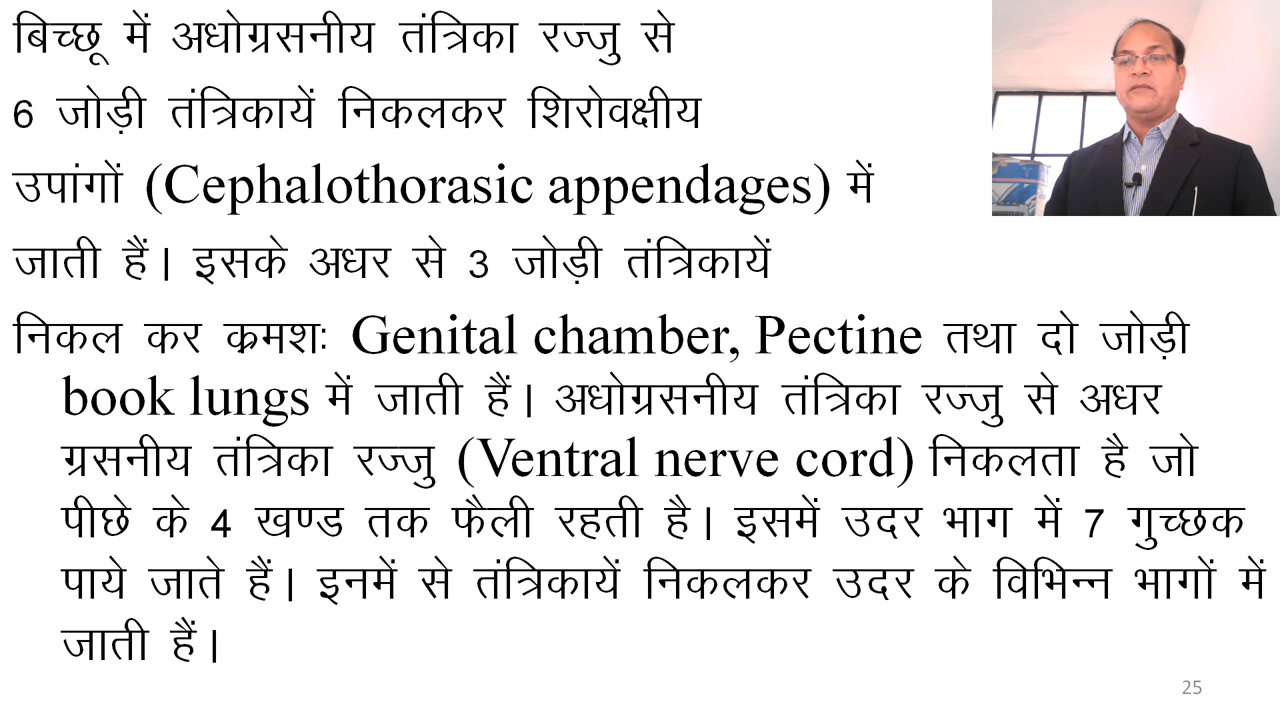 बिच्छू में अधोग्रसनीय तंत्रिका रज्जु से
6 जोड़ी तंत्रिकायें निकलकर शिरोवक्षीय
उपांगों (Cephalothorasic appendages) में
जाती हैं। इसके अधर से 3 जोड़ी तंत्रिकायें
निकल कर क्रमशः Genital chamber, Pectine तथा दो जोड़ी
book lungs में जाती हैं। अधोग्रसनीय तंत्रिका रज्जु से अधर
ग्रसनीय तंत्रिका रज्जु (Ventral nerve cord) निकलता है जो
पीछे के 4 खण्ड तक फैली रहती है। इसमें उदर भाग में 7 गुच्छक
पाये जाते हैं। इनमें से तंत्रिकायें निकलकर उदर के विभिन्न भागों में
जाती हैं।
25